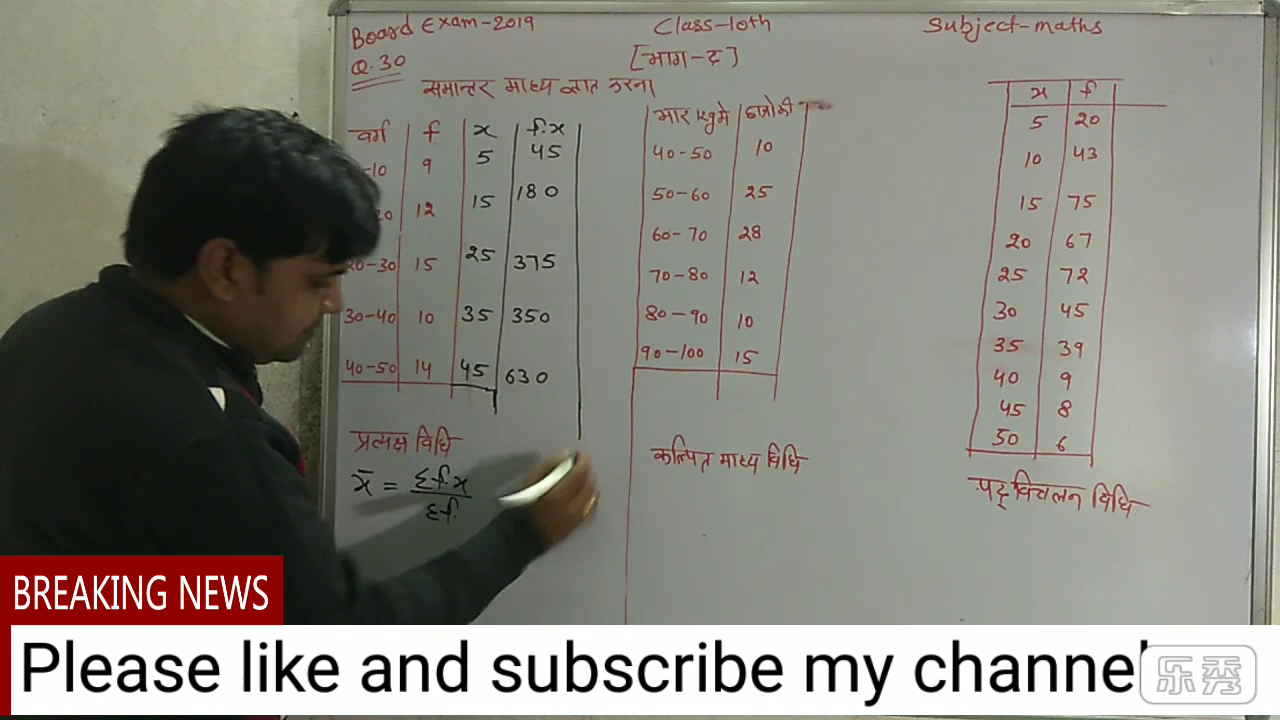 Board Exam-2019 Class-10th Subject-maths
Q.30 [भाग-द]
समान्तर माध्य ज्ञात करना
वर्ग f x f.x
-10 9 5 45
20 12 15 180
20-30 15 25 375
30-40 10 35 350
40-50 14 45 630
प्रत्यक्ष विधि
x̄ = Σf.x
Σf.
भार Kgमे
40-50 10
50-60 25
60-70 28
70-80 12
80-90 10
90-100 15
कल्पित माध्य विधि
x f
5 20
10 43
15 75
20 67
25 72
30 45
35 39
40 9
45 8
50 6
पद् विचलन विधि
BREAKING NEWS
Please like and subscribe my channel
乐秀